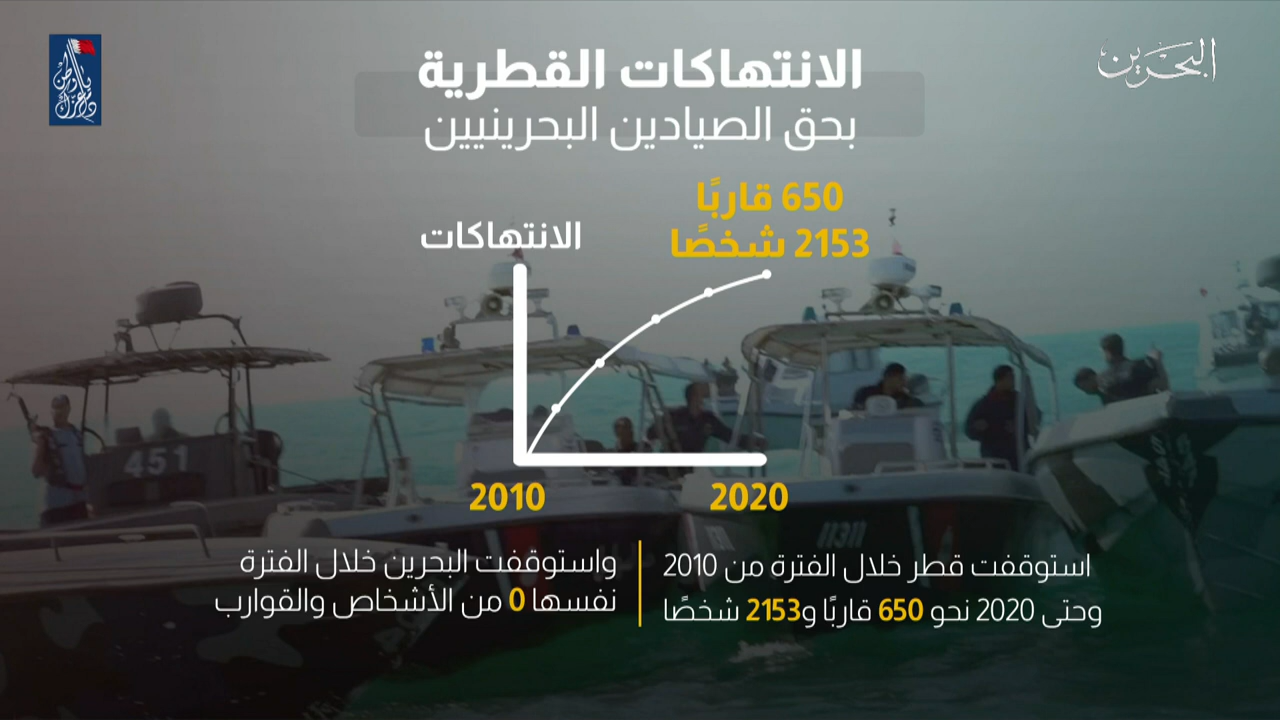 البحرين
الانتهاكات القطرية
بحق الصيادين البحرينيين
650 قاربًا
2153 شخصًا
الانتهاكات
2010
2020
451
استوقفت قطر خلال الفترة من 2010
وحتى 2020 نحو 650 قاربًا و2153 شخصًا
واستوقفت البحرين خلال الفترة
نفسها 0 من الأشخاص والقوارب